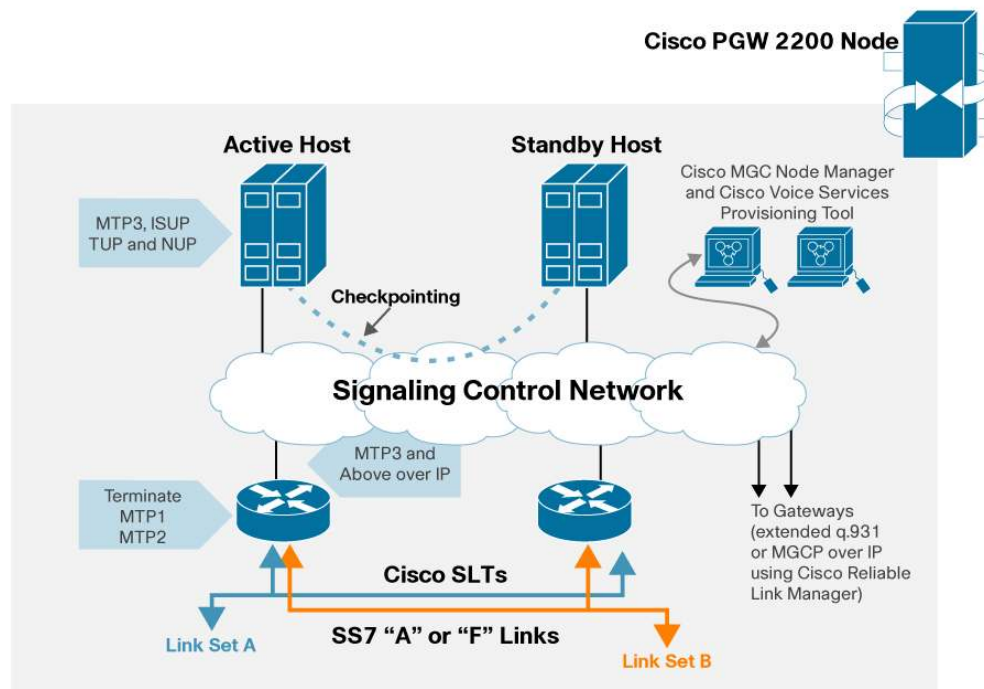 Cisco PGW 2200 Node
Active Host
Standby Host
Cisco MGC Node Manager
and Cisco Voice Services
Provisioning Tool
MTP3, ISUP
TUP and NUP
Checkpointing
Signaling Control Network
MTP3 and
Above over IP
Terminate
MTP1
MTP2
To Gateways
(extended q.931
or MGCP over IP
using Cisco Reliable
Link Manager)
Cisco SLTs
Link Set A
SS7 “A” or “F” Links
Link Set B